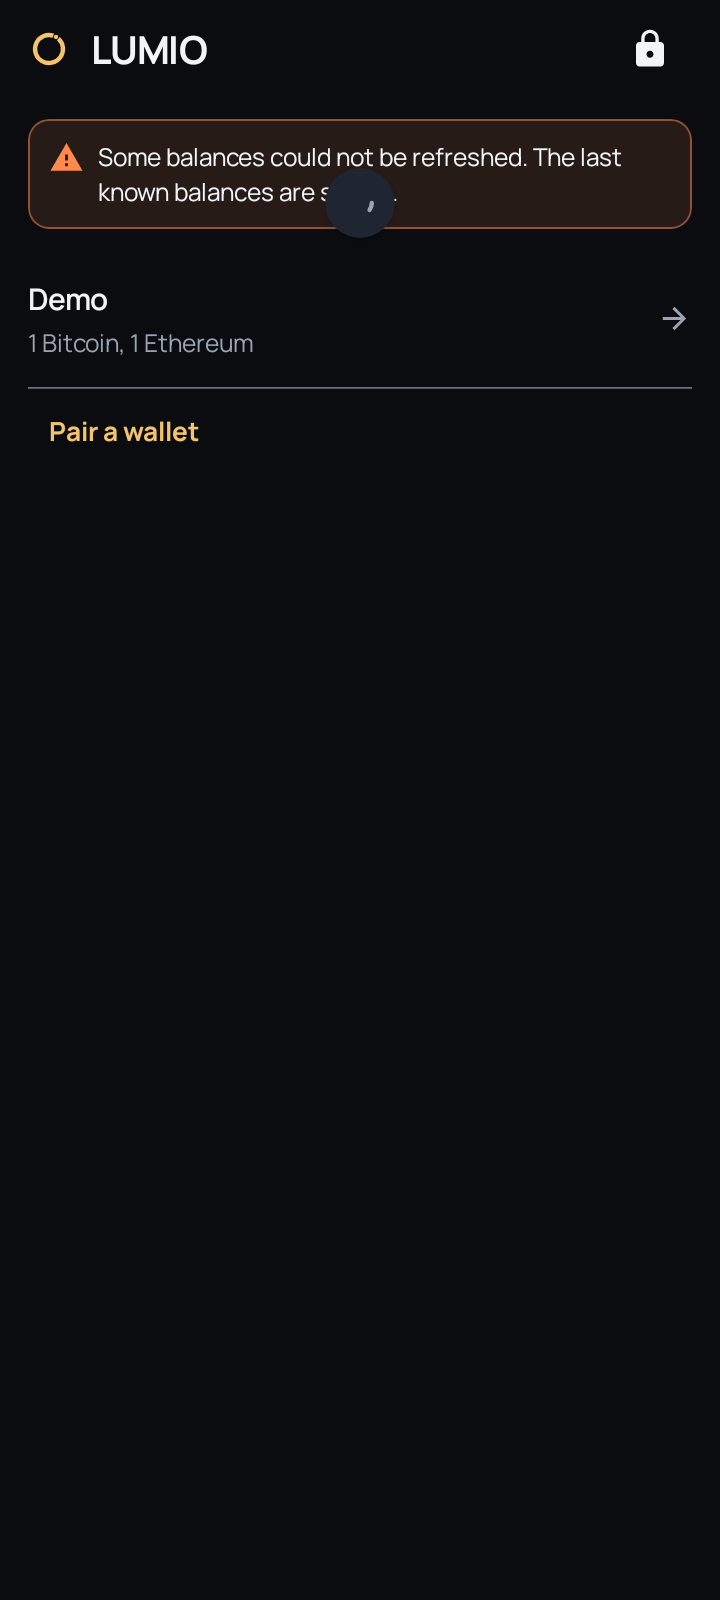 LUMIO
Some balances could not be refreshed. The last
known balances are
Demo
1 Bitcoin, 1 Ethereum
Pair a wallet